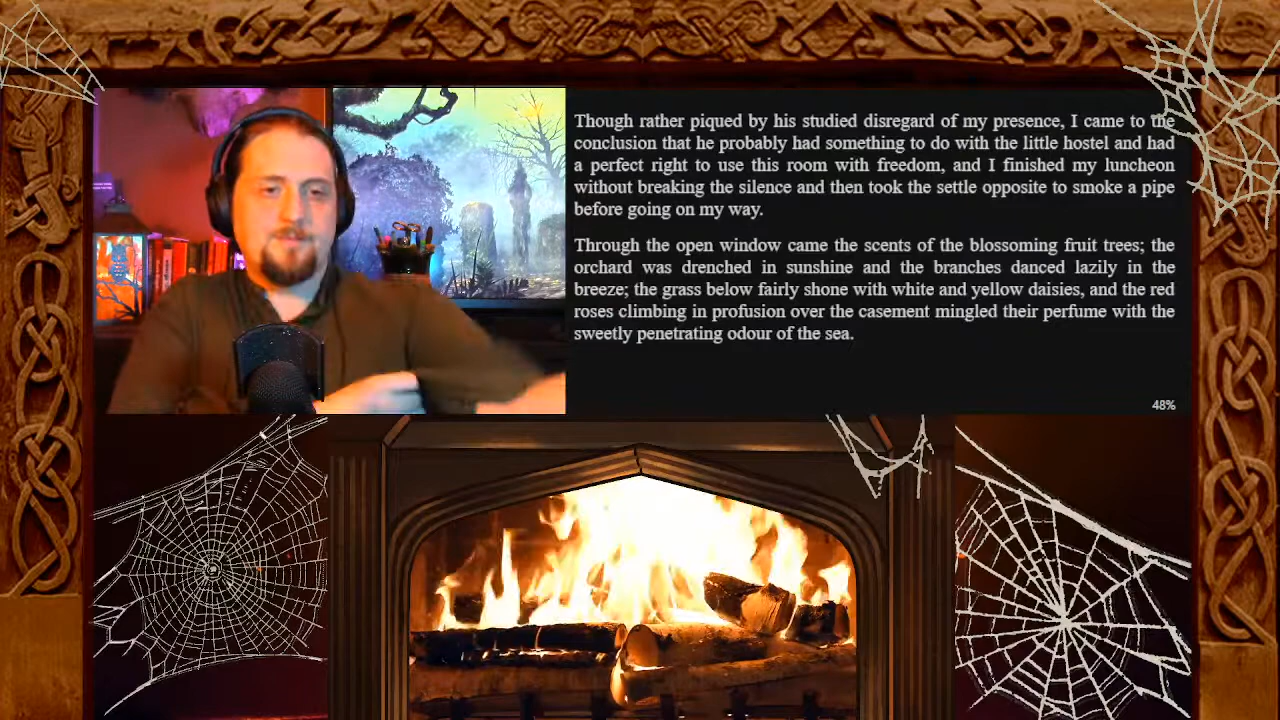 Though rather piqued by his studied disregard of my presence, I came to the
conclusion that he probably had something to do with the little hostel and had
a perfect right to use this room with freedom, and I finished my luncheon
without breaking the silence and then took the settle opposite to smoke a pipe
before going on my way.
Through the open window came the scents of the blossoming fruit trees; the
orchard was drenched in sunshine and the branches danced lazily in the
breeze; the grass below fairly shone with white and yellow daisies, and the red
roses climbing in profusion over the casement mingled their perfume with the
sweetly penetrating odour of the sea.
48%